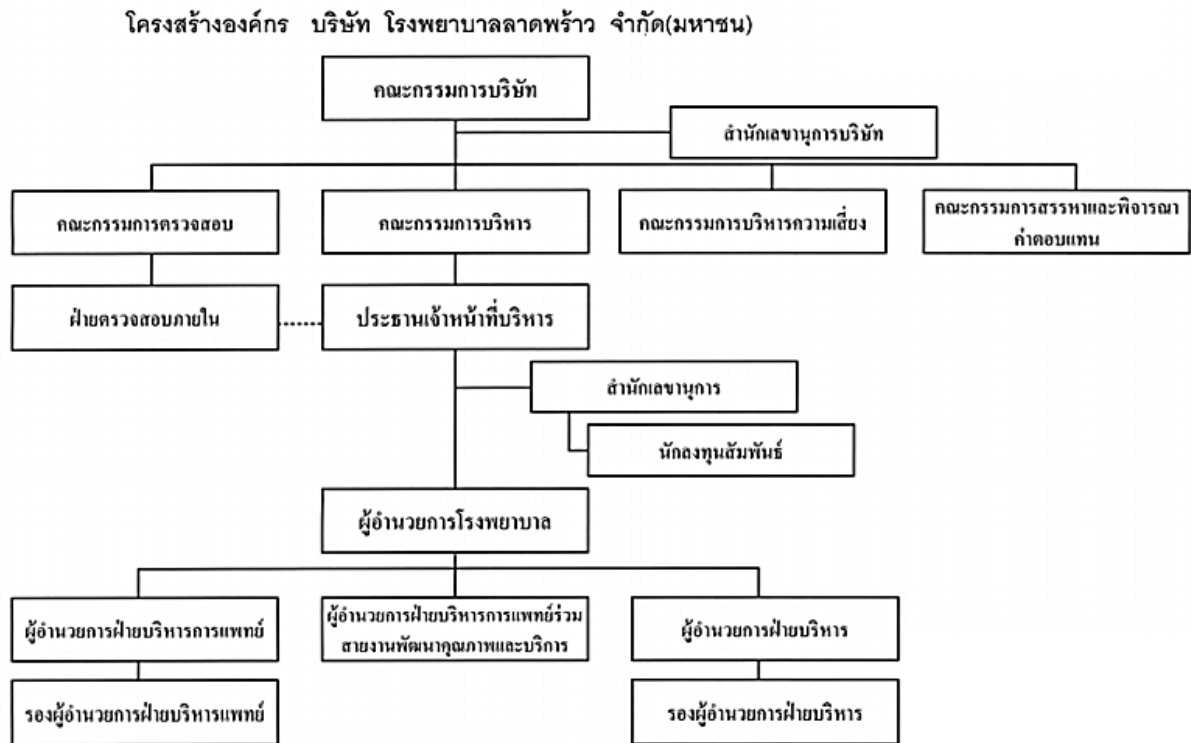 โครงสร้างองค์กร บริษัท โรงพยาบาลลาดพร้าว จำกัด(มหาชน)
คณะกรรมการบริษัท
สำนักเลขานุการบริษัท
คณะกรรมการตรวจสอบ
คณะกรรมการบริหาร
คณะกรรมการบริหารความเสี่ยง
คณะกรรมการสรรหาและพิจารณา
ค่าตอบแทน
ฝ่ายตรวจสอบภายใน
ประธานเจ้าหน้าที่บริหาร
สำนักเลขานุการ
นักลงทุนสัมพันธ์
ผู้อำนวยการโรงพยาบาล
ผู้อำนวยการฝ่ายบริหารการแพทย์
ผู้อำนวยการฝ่ายบริหารการแพทย์ร่วม
สายงานพัฒนาคุณภาพและบริการ
ผู้อำนวยการฝ่ายบริหาร
รองผู้อำนวยการฝ่ายบริหารแพทย์
รองผู้อำนวยการฝ่ายบริหาร